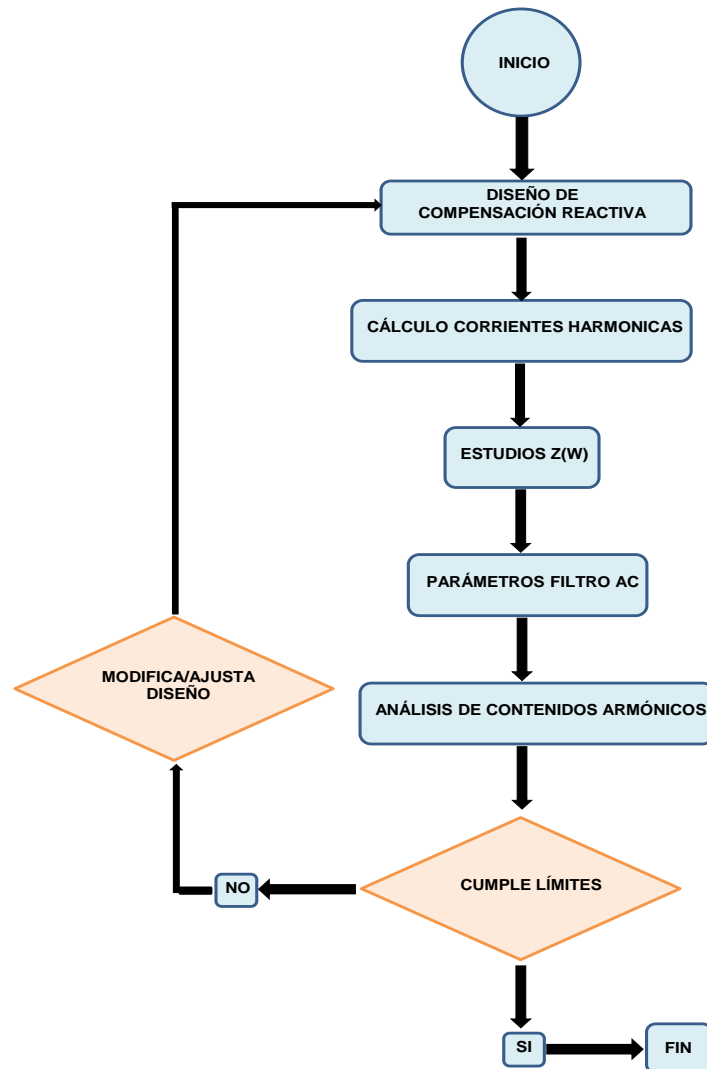 INICIO
DISEÑO DE
COMPENSACIÓN REACTIVA
CÁLCULO CORRIENTES HARMONICAS
ESTUDIOS Z(W)
PARÁMETROS FILTRO AC
MODIFICA/AJUSTA
DISEÑO
ANÁLISIS DE CONTENIDOS ARMÓNICOS
CUMPLE LÍMITES
NO
SI
FIN